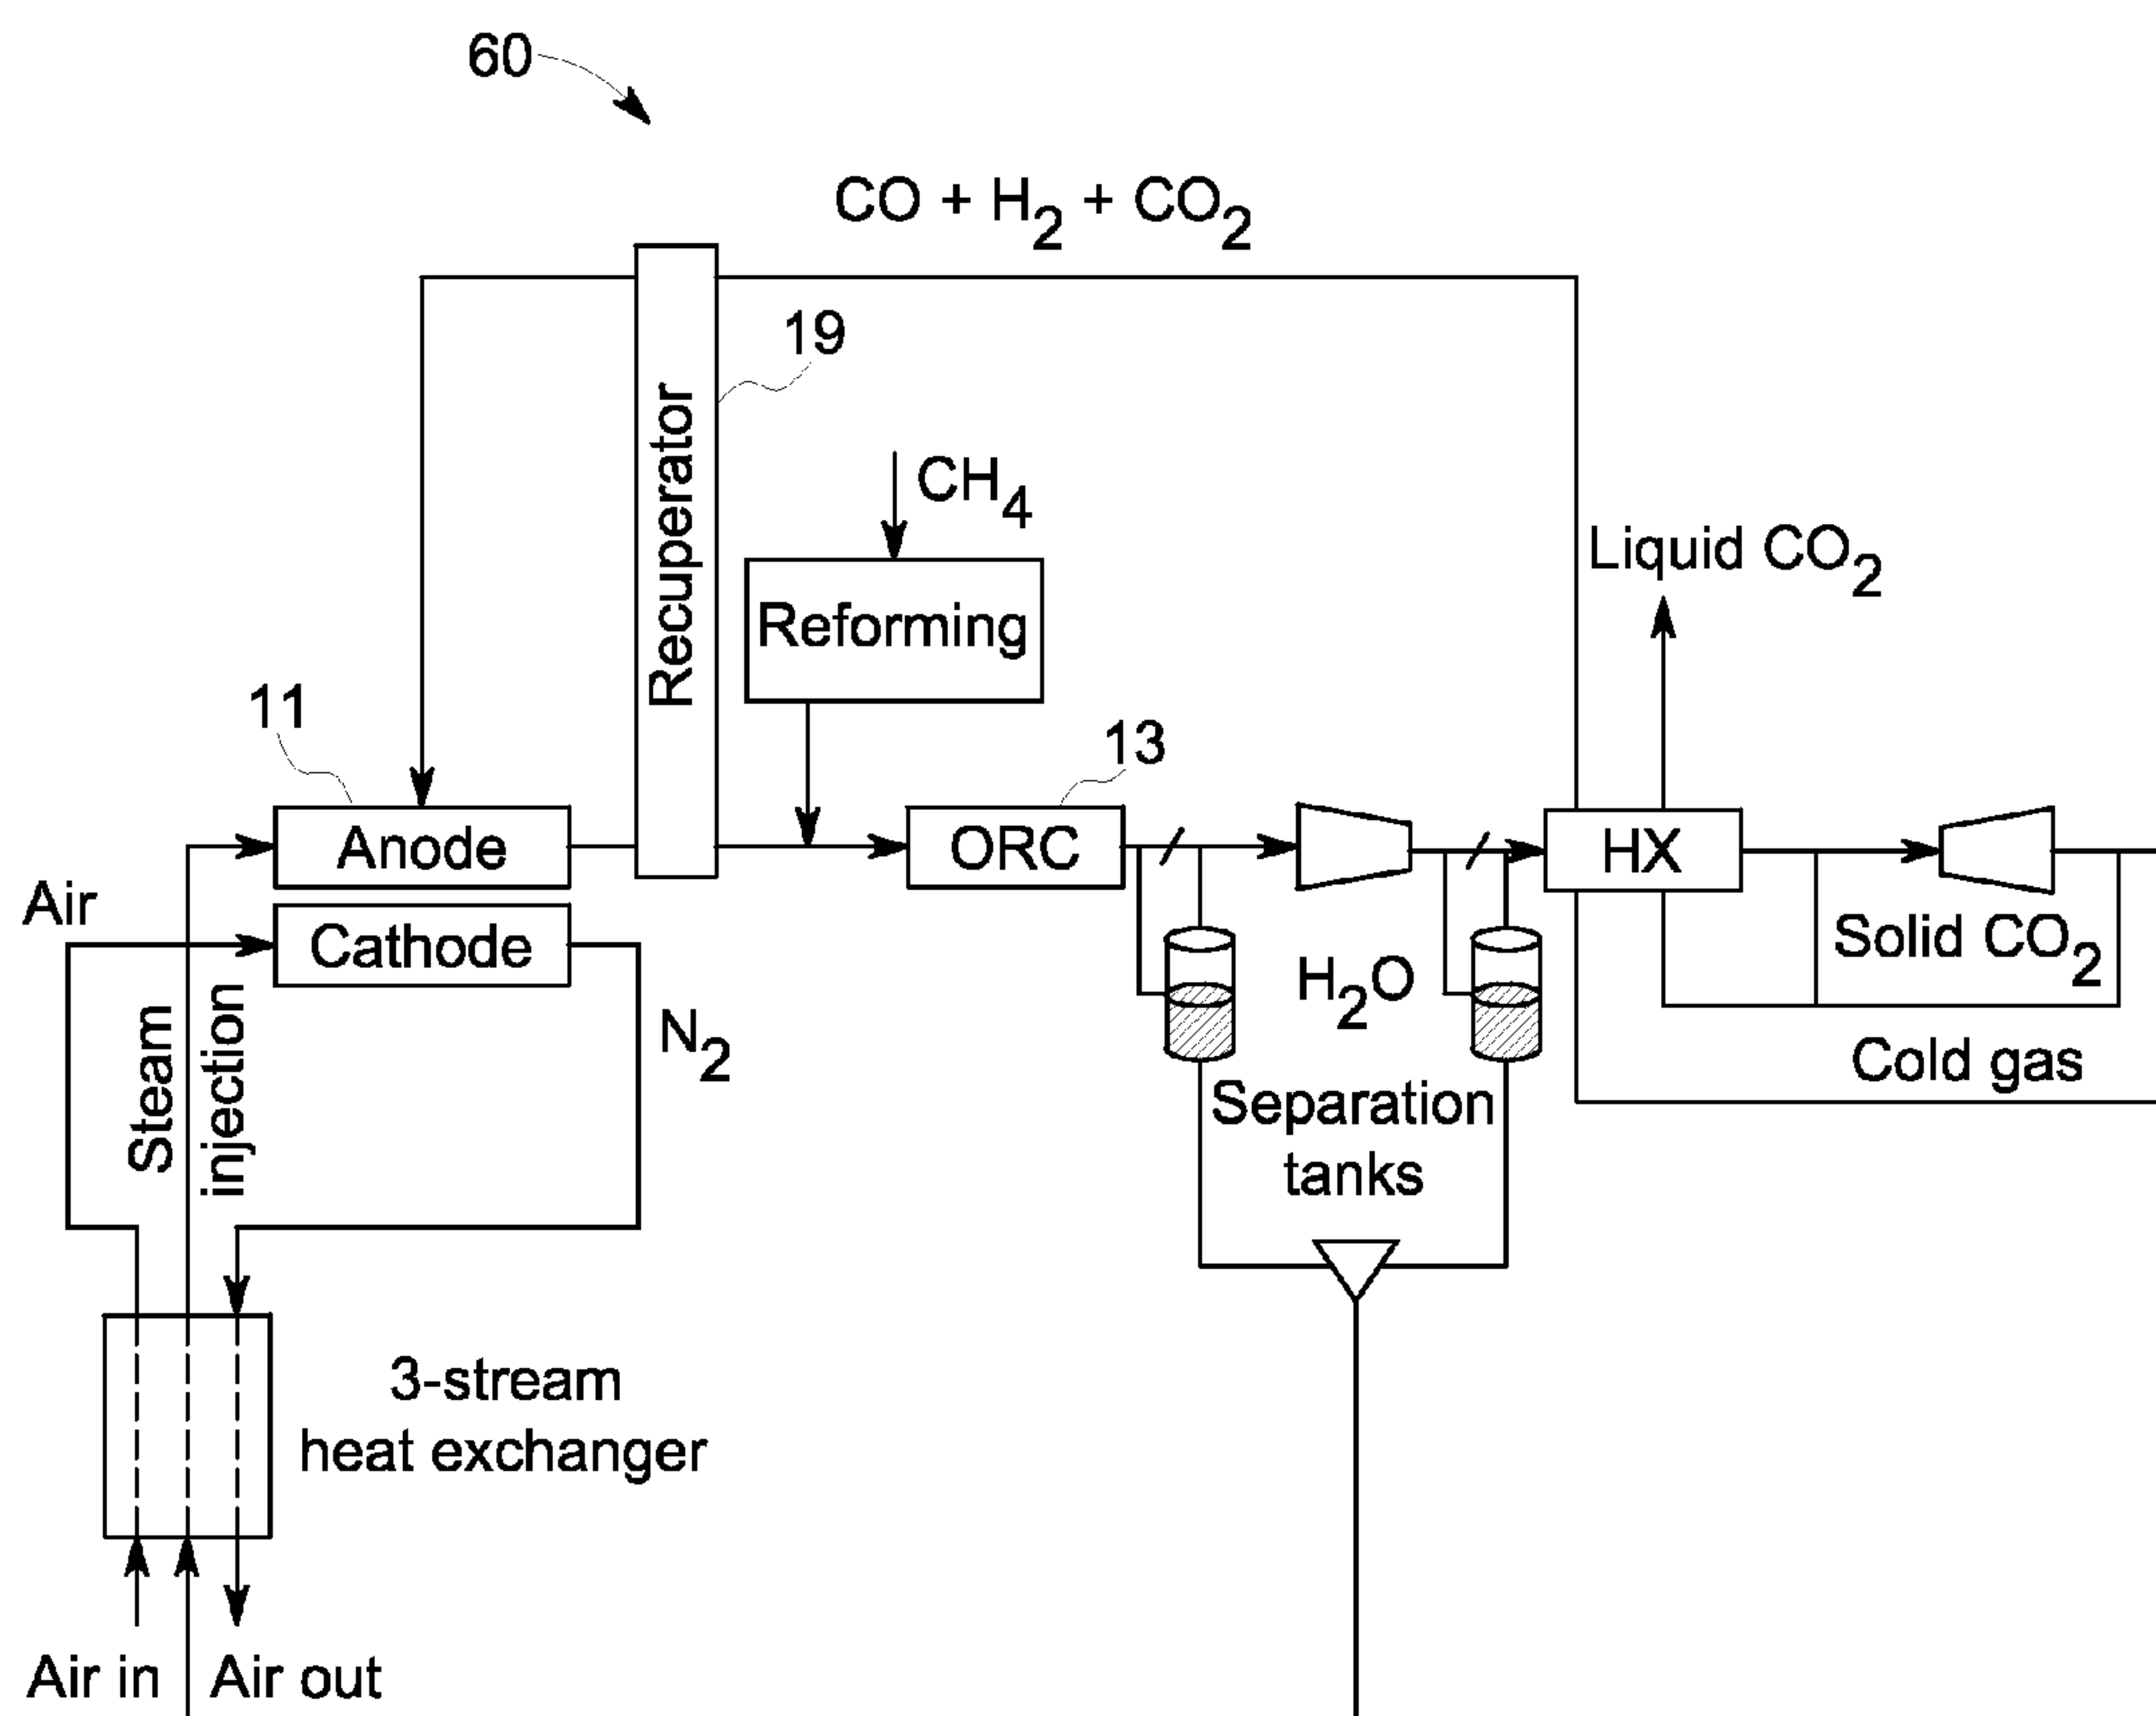 60
CO + H2 + CO2
19
Recuperator
CH4
Liquid CO2
Reforming
11
13
Anode
ORC
HX
Air
Cathode
Solid CO2
H2O
Steam
injection
N2
Cold gas
Separation
tanks
3-stream
heat exchanger
Air in
Air out